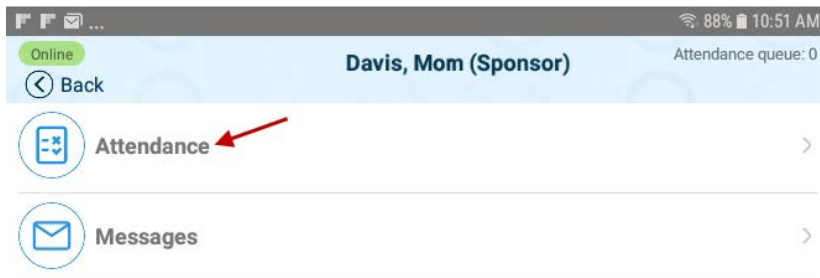 88% 10:51 AM
Online
Davis, Mom (Sponsor)
Attendance queue: 0
Back
Attendance
Messages